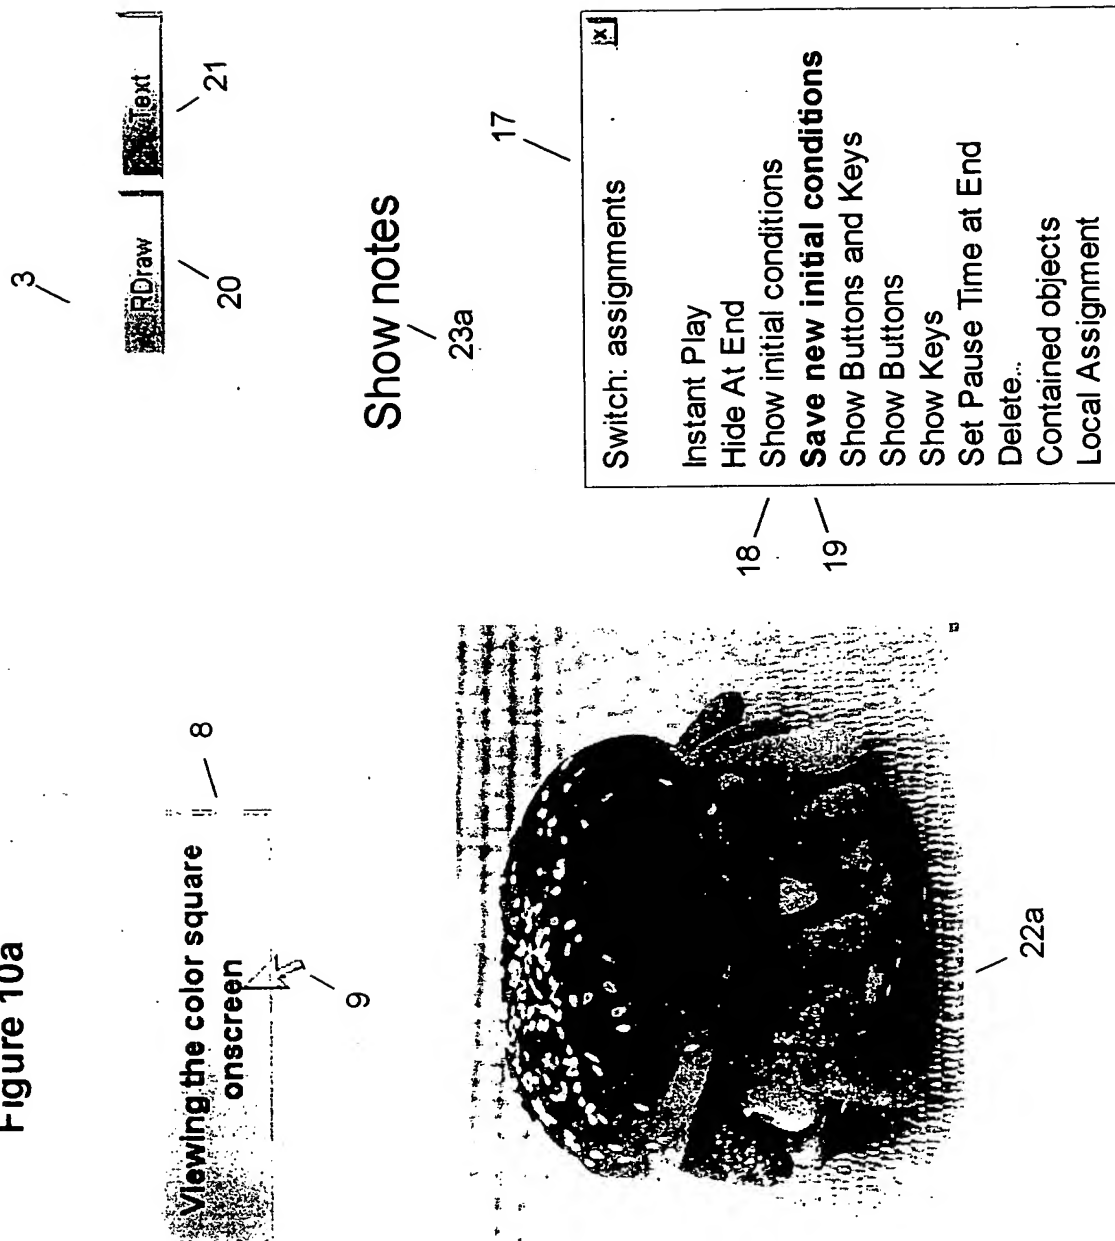 Figure 10a
Viewing the color square
onscreen
8
9
22a
3
RDraw
Text
20
21
Show notes
23a
17
Switch: assignments
x
Instant Play
Hide At End
Show initial conditions
Save new initial conditions
Show Buttons and Keys
Show Buttons
Show Keys
Set Pause Time at End
Delete...
Contained objects
Local Assignment
18
19